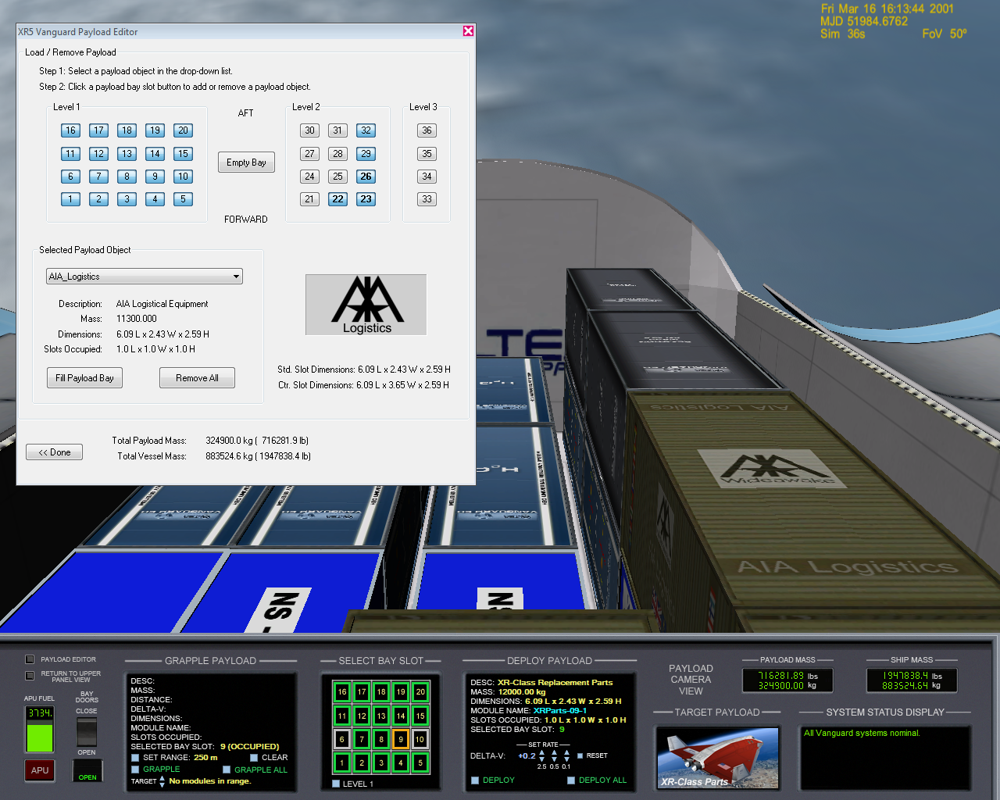 Fri Mar 16 16:13:44 2001
MJD 51984.6762
Sim 36s FoV 50º
XR5 Vanguard Payload Editor
Load / Remove Payload
Step 1: Select a payload object in the drop-down list.
Step 2: Click a payload bay slot button to add or remove a payload object.
Level 1
16 17 18 19 20
11 12 13 14 15
6 7 8 9 10
1 2 3 4 5
AFT
Empty Bay
FORWARD
Level 2
30 31 32
27 28 29
24 25 26
21 22 23
Level 3
36
35
34
33
Selected Payload Object
AIA_Logistics
Description: AIA Logistical Equipment
Mass: 11300.000
Dimensions: 6.09 L x 2.43 W x 2.59 H
Slots Occupied: 1.0 L x 1.0 W x 1.0 H
Fill Payload Bay Remove All
Logistics
Std. Slot Dimensions: 6.09 L x 2.43 W x 2.59 H
Ctr. Slot Dimensions: 6.09 L x 3.65 W x 2.59 H
<< Done
Total Payload Mass: 324900.0 kg ( 716281.9 lb)
Total Vessel Mass: 883524.6 kg ( 1947838.4 lb)
LTE
AIA Logistics
Wideawake
AIA Logistics
PAYLOAD EDITOR
RETURN TO UPPER
PANEL VIEW
APU FUEL
3734.
APU
BAY
DOORS
CLOSE
OPEN
OPEN
GRAPPLE PAYLOAD
DESC:
MASS:
DISTANCE:
DELTA-V:
DIMENSIONS:
MODULE NAME:
SLOTS OCCUPIED:
SELECTED BAY SLOT: 9 (OCCUPIED)
SET RANGE: 250 m CLEAR
GRAPPLE GRAPPLE ALL
TARGET No modules in range.
SELECT BAY SLOT
16 17 18 19 20
11 12 13 14 15
6 7 8 9 10
1 2 3 4 5
LEVEL 1
DEPLOY PAYLOAD
DESC: XR-Class Replacement Parts
MASS: 12000.00 kg
DIMENSIONS: 6.09 L x 2.43 W x 2.59 H
MODULE NAME: XRParts-09-1
SLOTS OCCUPIED: 1.0 L x 1.0 W x 1.0 H
SELECTED BAY SLOT: 9
SET RATE
DELTA-V: +0.2 RESET
2.5 0.5 0.1
DEPLOY DEPLOY ALL
PAYLOAD
CAMERA
VIEW
PAYLOAD MASS
716281.89 lbs
324900.00 kg
SHIP MASS
1947838.4 lbs
883524.64 kg
TARGET PAYLOAD
XR-Class Parts
SYSTEM STATUS DISPLAY
All Vanguard systems nominal.